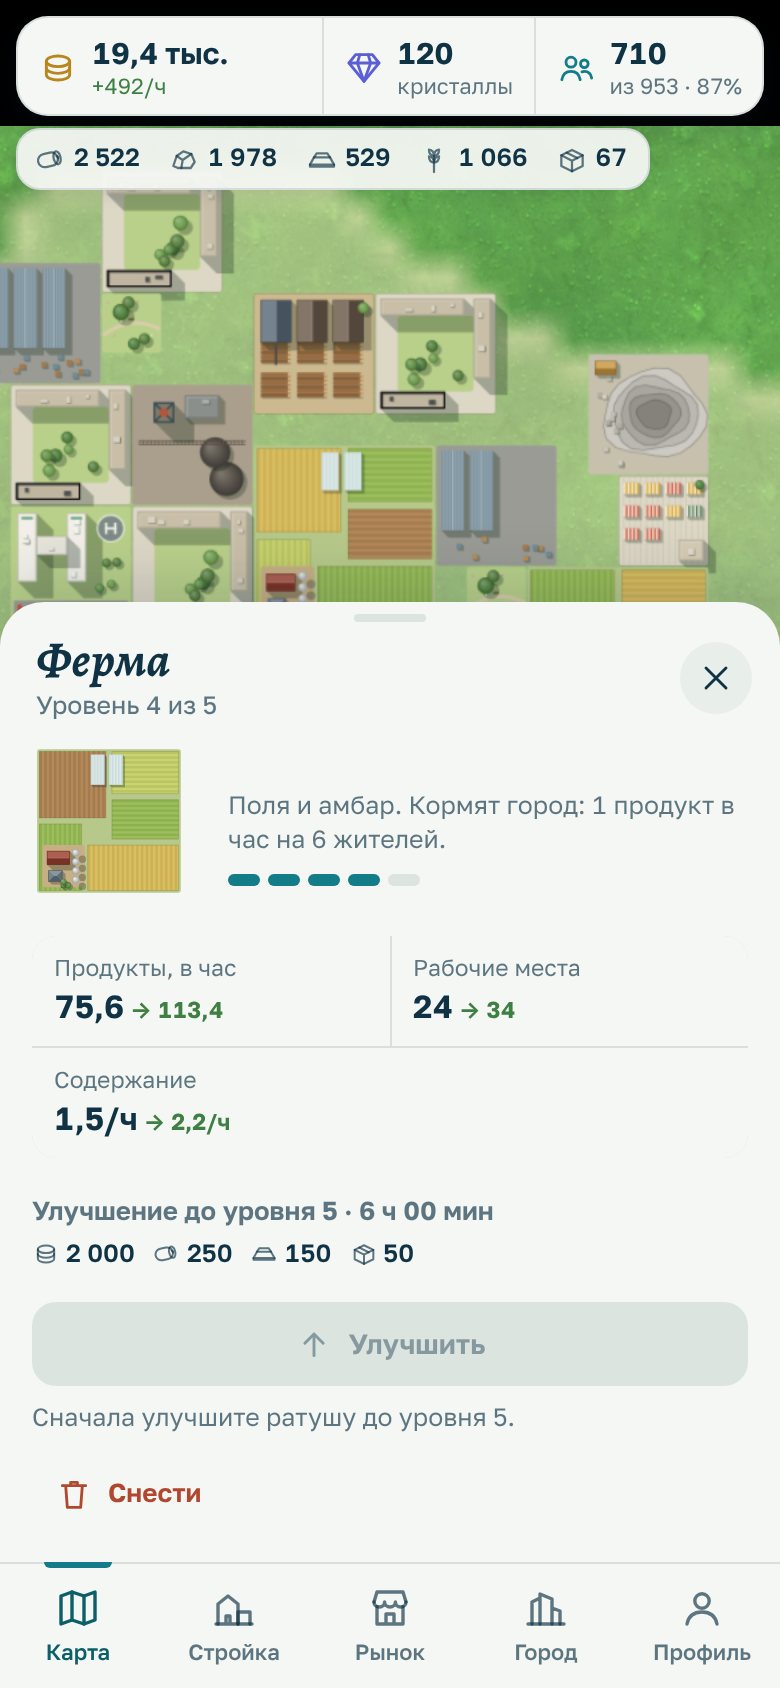 19,4 тыс.
+492/ч
120
кристаллы
710
из 953 · 87%
2 522 1 978 529 1 066 67
H
Ферма
Уровень 4 из 5
Поля и амбар. Кормят город: 1 продукт в
час на 6 жителей.
Продукты, в час
75,6 → 113,4
Рабочие места
24 → 34
Содержание
1,5/ч → 2,2/ч
Улучшение до уровня 5 · 6 ч 00 мин
2 000 250 150 50
Улучшить
Сначала улучшите ратушу до уровня 5.
Снести
Карта Стройка Рынок Город Профиль